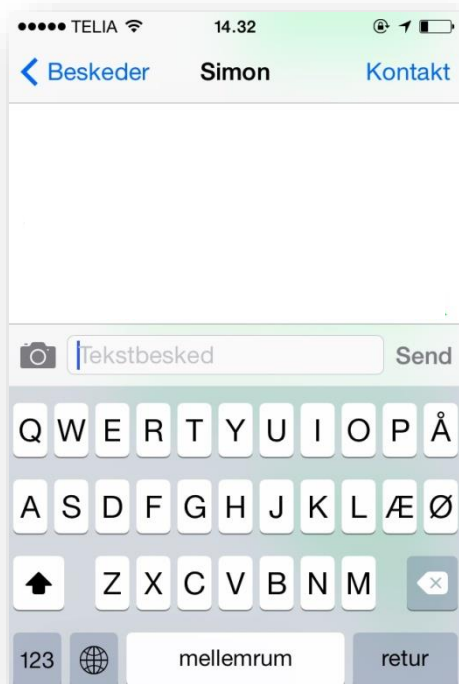 TELIA 14.32
Beskeder Simon Kontakt
Tekstbesked Send
Q W E R T Y U I O P Å
A S D F G H J K L Æ Ø
Z X C V B N M
123 mellemrum retur